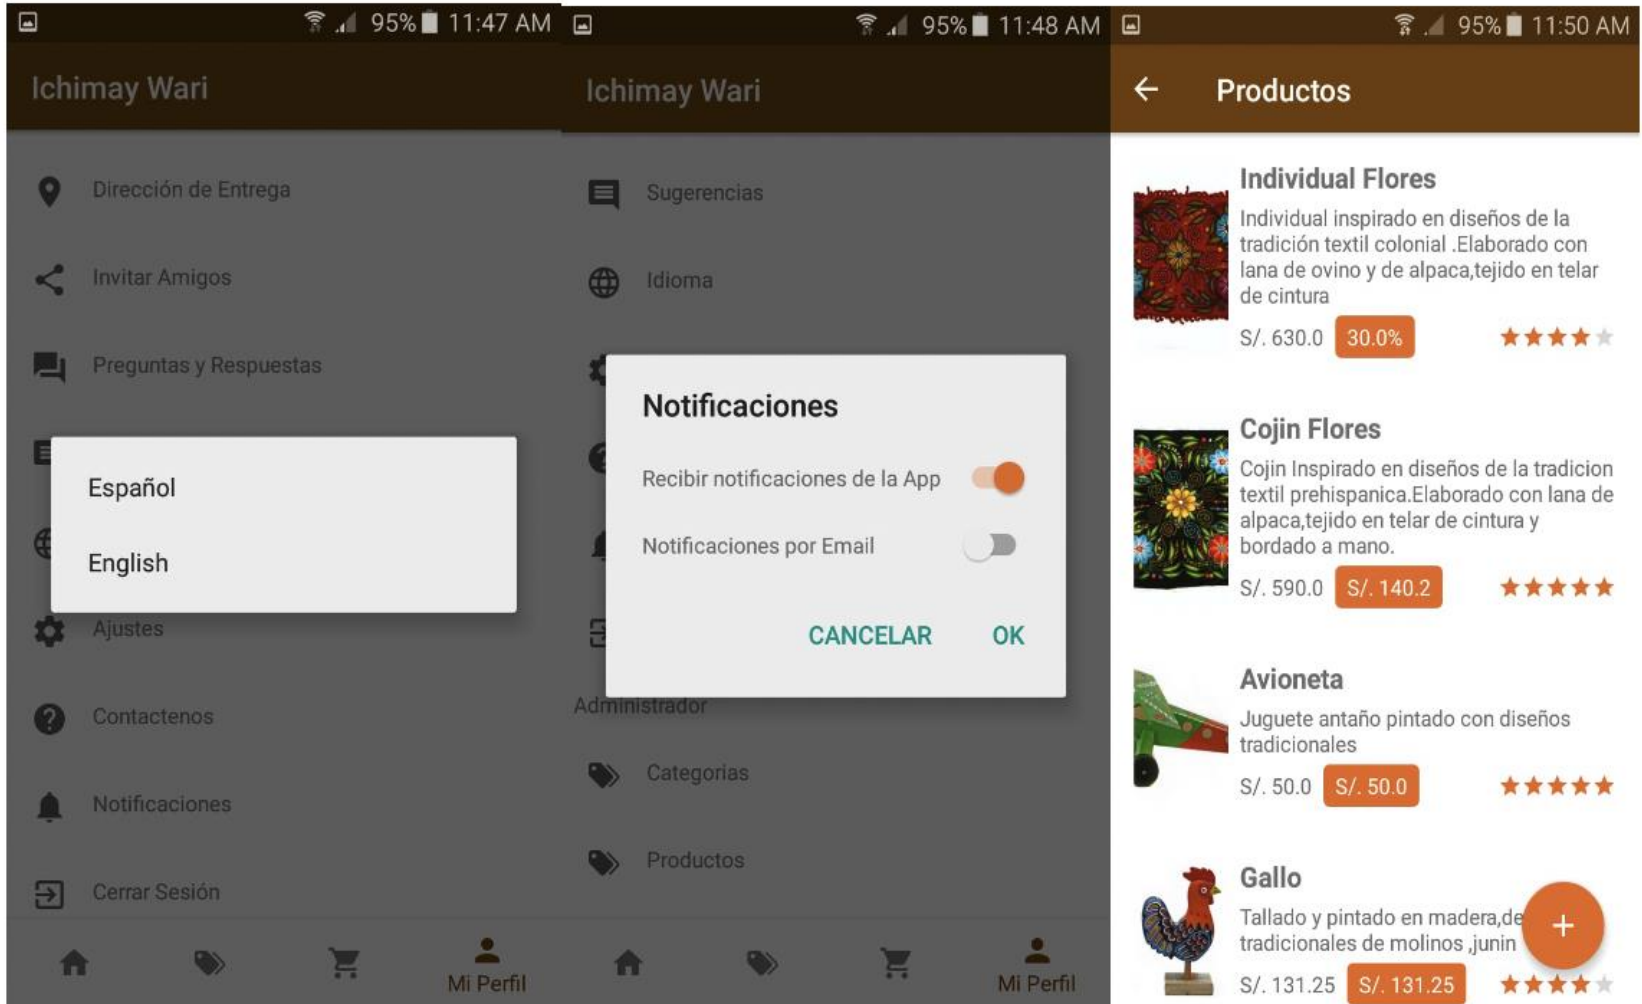 95% 11:47 AM
Ichimay Wari
Dirección de Entrega
Invitar Amigos
Preguntas y Respuestas
Español
English
Ajustes
Contactenos
Notificaciones
Cerrar Sesión
Mi Perfil
95% 11:48 AM
Ichimay Wari
Sugerencias
Idioma
Notificaciones
Recibir notificaciones de la App
Notificaciones por Email
CANCELAR OK
Administrador
Categorias
Productos
Mi Perfil
95% 11:50 AM
Productos
Individual Flores
Individual inspirado en diseños de la
tradición textil colonial .Elaborado con
lana de ovino y de alpaca,tejido en telar
de cintura
S/. 630.0 30.0%
Cojin Flores
Cojin Inspirado en diseños de la tradicion
textil prehispanica.Elaborado con lana de
alpaca,tejido en telar de cintura y
bordado a mano.
S/. 590.0 S/. 140.2
Avioneta
Juguete antaño pintado con diseños
tradicionales
S/. 50.0 S/. 50.0
Gallo
Tallado y pintado en madera,de
tradicionales de molinos ,junin
S/. 131.25 S/. 131.25